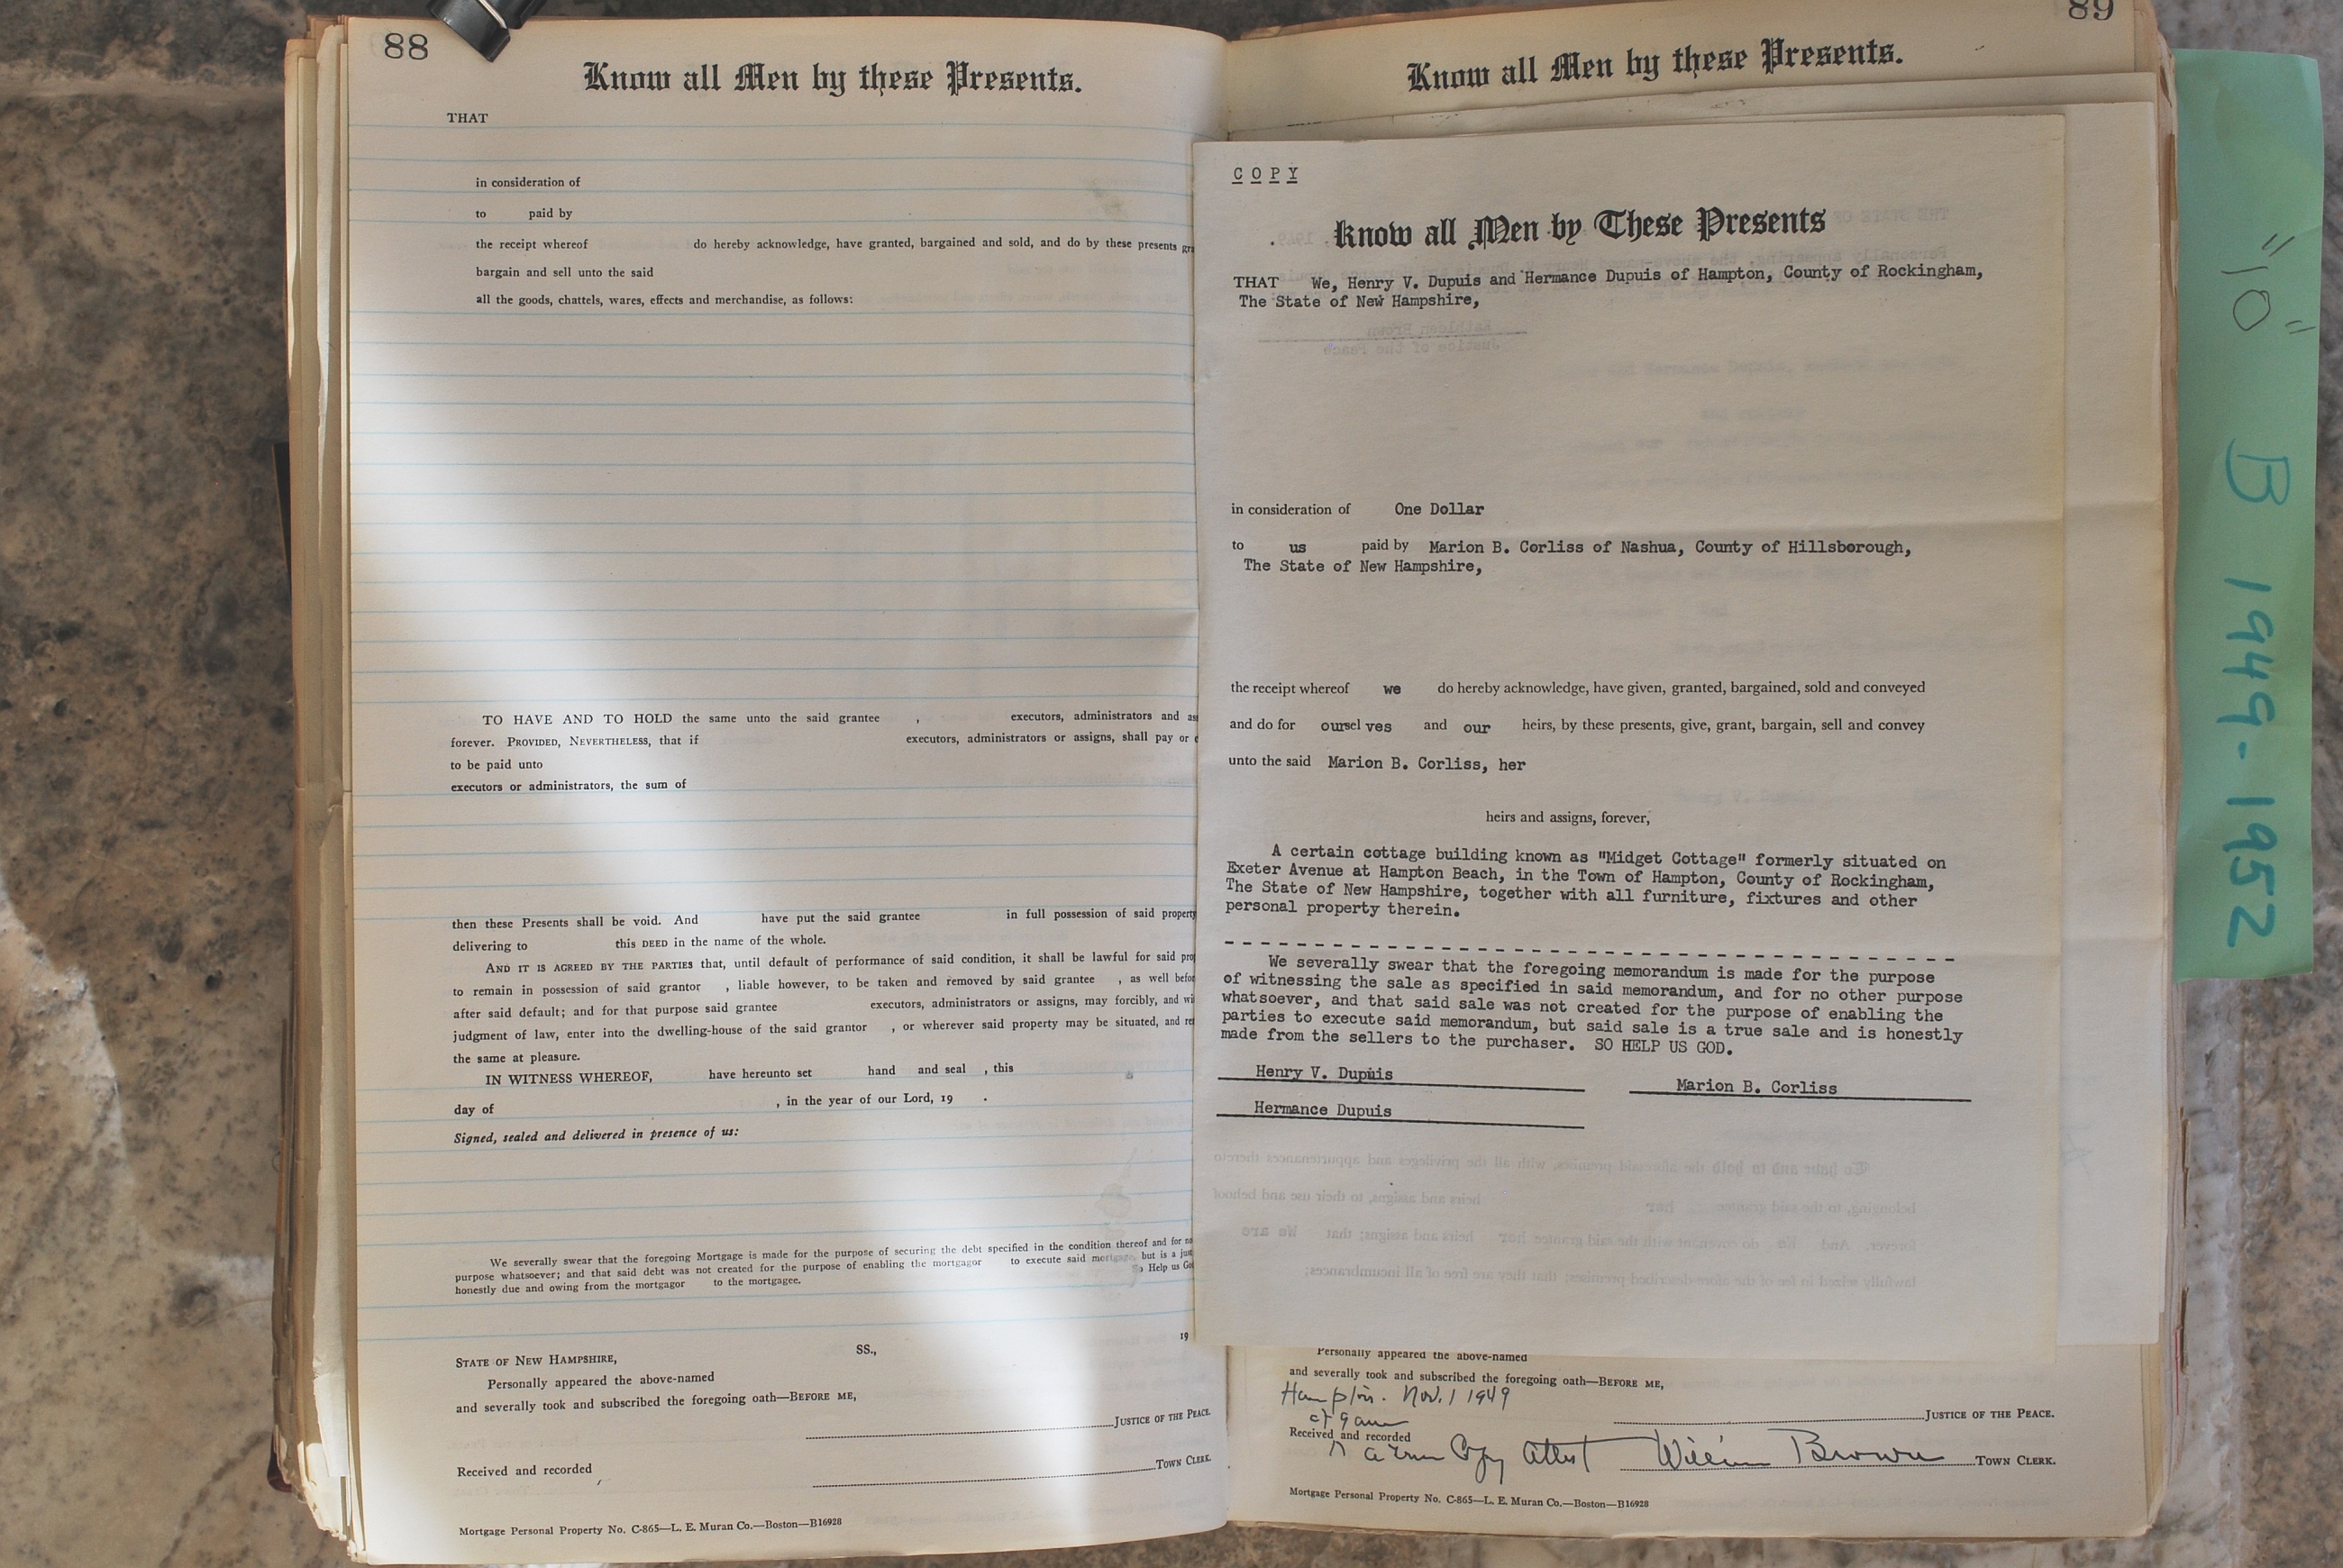 88
Know all Men by these Presents.
THAT
in consideration of
to paid by
the receipt whereof do hereby acknowledge, have granted, bargained and sold, and do by these presents
bargain and sell unto the said
all the goods, chattels, wares, effects and merchandise, as follows:
TO HAVE AND TO HOLD the same unto the said grantee , executors, administrators and
forever. PROVIDED, NEVERTHELESS, that if executors, administrators or assigns, shall pay or
to be paid unto
executors or administrators, the sum of
then these Presents shall be void. And have put the said grantee in full possession of said property
delivering to this DEED in the name of the whole.
AND IT IS AGREED BY THE PARTIES that, until default of performance of said condition, it shall be lawful for said
to remain in possession of said grantor , liable however, to be taken and removed by said grantee , as well
after said default; and for that purpose said grantee executors, administrators or assigns, may forcibly, and
judgment of law, enter into the dwelling-house of the said grantor , or wherever said property may be situated, and
the same at pleasure.
IN WITNESS WHEREOF, have hereunto set hand and seal , this
day of , in the year of our Lord, 19 .
Signed, sealed and delivered in presence of us:
We severally swear that the foregoing Mortgage is made for the purpose of securing the debt specified in the condition thereof and for
purpose whatsoever; and that said debt was not created for the purpose of enabling the mortgagor to execute said mortgage, but is a
honestly due and owing from the mortgagor to the mortgagee. So Help us
19
STATE OF NEW HAMPSHIRE, SS.,
Personally appeared the above-named
and severally took and subscribed the foregoing oath—BEFORE ME,
JUSTICE OF THE PEACE.
Received and recorded
TOWN CLERK.
Mortgage Personal Property No. C-865—L. E. Muran Co.—Boston—B16928
89
Know all Men by these Presents.
COPY
Know all Men by These Presents
THAT We, Henry V. Dupuis and Hermance Dupuis of Hampton, County of Rockingham,
The State of New Hampshire,
in consideration of One Dollar
to us paid by Marion B. Corliss of Nashua, County of Hillsborough,
The State of New Hampshire,
the receipt whereof we do hereby acknowledge, have given, granted, bargained, sold and conveyed
and do for ourselves and our heirs, by these presents, give, grant, bargain, sell and convey
unto the said Marion B. Corliss, her
heirs and assigns, forever,
A certain cottage building known as "Midget Cottage" formerly situated on
Exeter Avenue at Hampton Beach, in the Town of Hampton, County of Rockingham,
The State of New Hampshire, together with all furniture, fixtures and other
personal property therein.
We severally swear that the foregoing memorandum is made for the purpose
of witnessing the sale as specified in said memorandum, and for no other purpose
whatsoever, and that said sale was not created for the purpose of enabling the
parties to execute said memorandum, but said sale is a true sale and is honestly
made from the sellers to the purchaser. SO HELP US GOD.
Henry V. Dupuis
Marion B. Corliss
Hermance Dupuis
Personally appeared the above-named
and severally took and subscribed the foregoing oath—BEFORE ME,
Hampton. Nov. 1 1949
at 9 am
JUSTICE OF THE PEACE.
Received and recorded
A true Copy Attest William Brown TOWN CLERK.
Mortgage Personal Property No. C-865—L. E. Muran Co.—Boston—B16928
"10" B 1949-1952